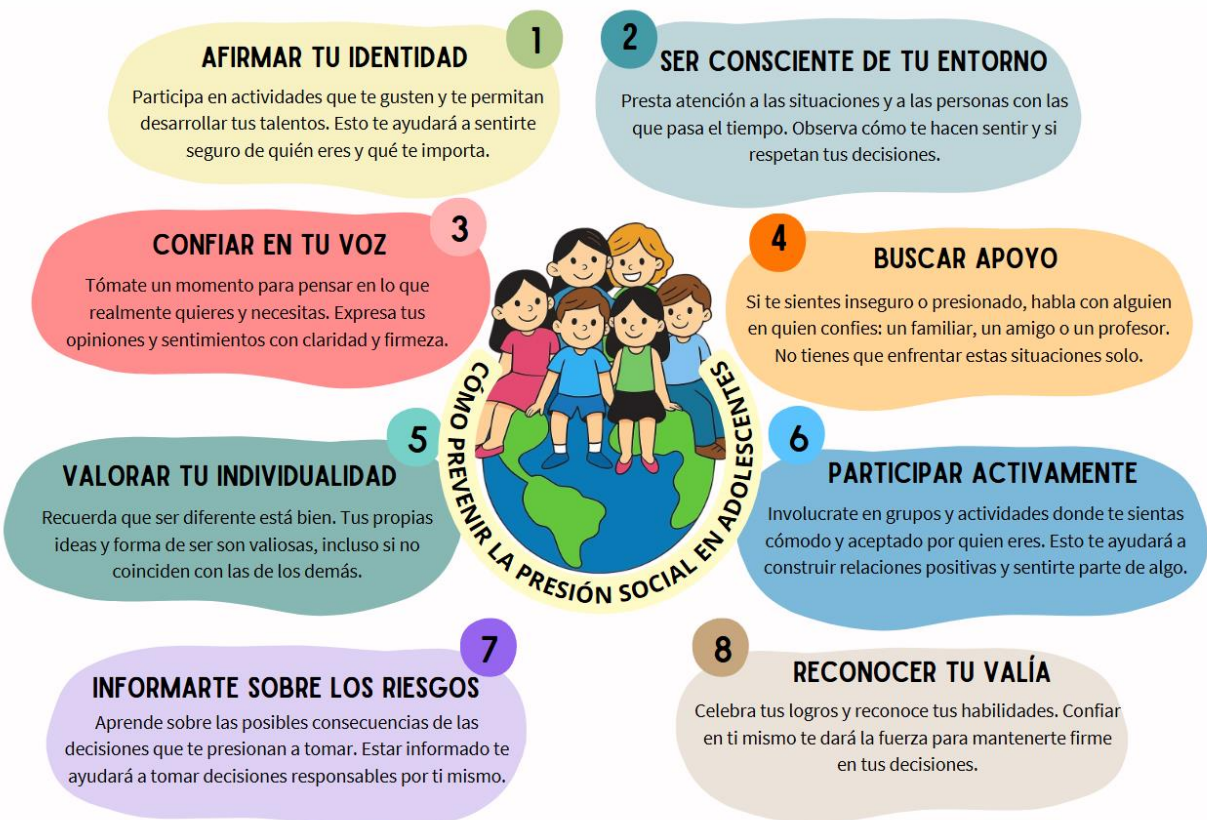 1
AFIRMAR TU IDENTIDAD
Participa en actividades que te gusten y te permitan
desarrollar tus talentos. Esto te ayudará a sentirte
seguro de quién eres y qué te importa.
2
SER CONSCIENTE DE TU ENTORNO
Presta atención a las situaciones y a las personas con las
que pasa el tiempo. Observa cómo te hacen sentir y si
respetan tus decisiones.
3
CONFIAR EN TU VOZ
Tómate un momento para pensar en lo que
realmente quieres y necesitas. Expresa tus
opiniones y sentimientos con claridad y firmeza.
4
BUSCAR APOYO
Si te sientes inseguro o presionado, habla con alguien
en quien confies: un familiar, un amigo o un profesor.
No tienes que enfrentar estas situaciones solo.
CÓMO PREVENIR LA PRESIÓN SOCIAL EN ADOLESCENTES
5
VALORAR TU INDIVIDUALIDAD
Recuerda que ser diferente está bien. Tus propias
ideas y forma de ser son valiosas, incluso si no
coinciden con las de los demás.
6
PARTICIPAR ACTIVAMENTE
Involucrate en grupos y actividades donde te sientas
cómodo y aceptado por quien eres. Esto te ayudará a
construir relaciones positivas y sentirte parte de algo.
7
INFORMARTE SOBRE LOS RIESGOS
Aprende sobre las posibles consecuencias de las
decisiones que te presionan a tomar. Estar informado te
ayudará a tomar decisiones responsables por ti mismo.
8
RECONOCER TU VALÍA
Celebra tus logros y reconoce tus habilidades. Confiar
en ti mismo te dará la fuerza para mantenerte firme
en tus decisiones.